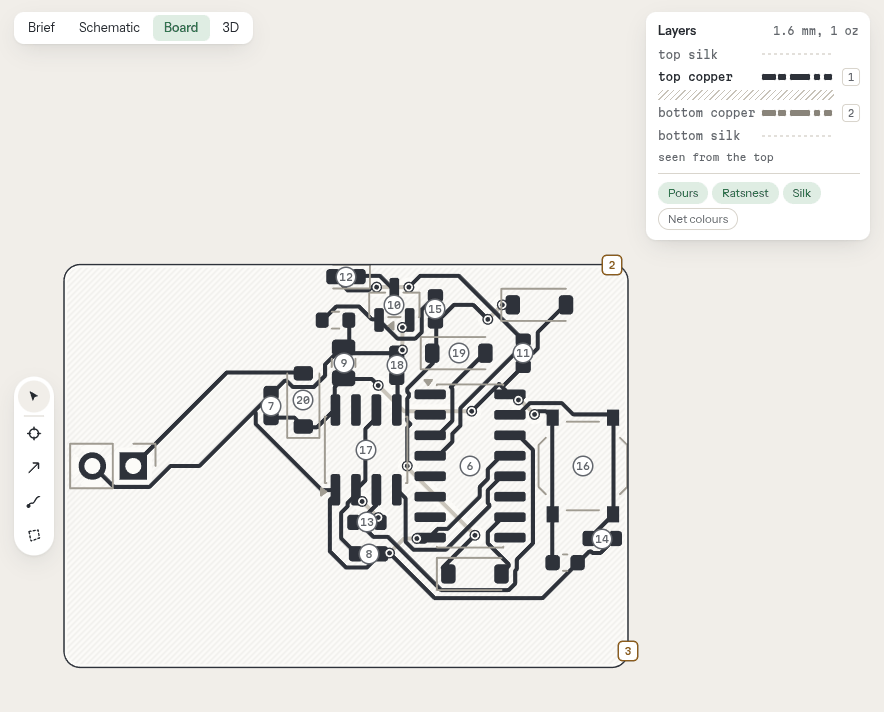 Brief Schematic Board 3D
Layers 1.6 mm, 1 oz
top silk
top copper 1
bottom copper 2
bottom silk
seen from the top
Pours Ratsnest Silk
Net colours
2
12
10
15
11
19
9
18
20
7
17
6
16
13
14
8
3